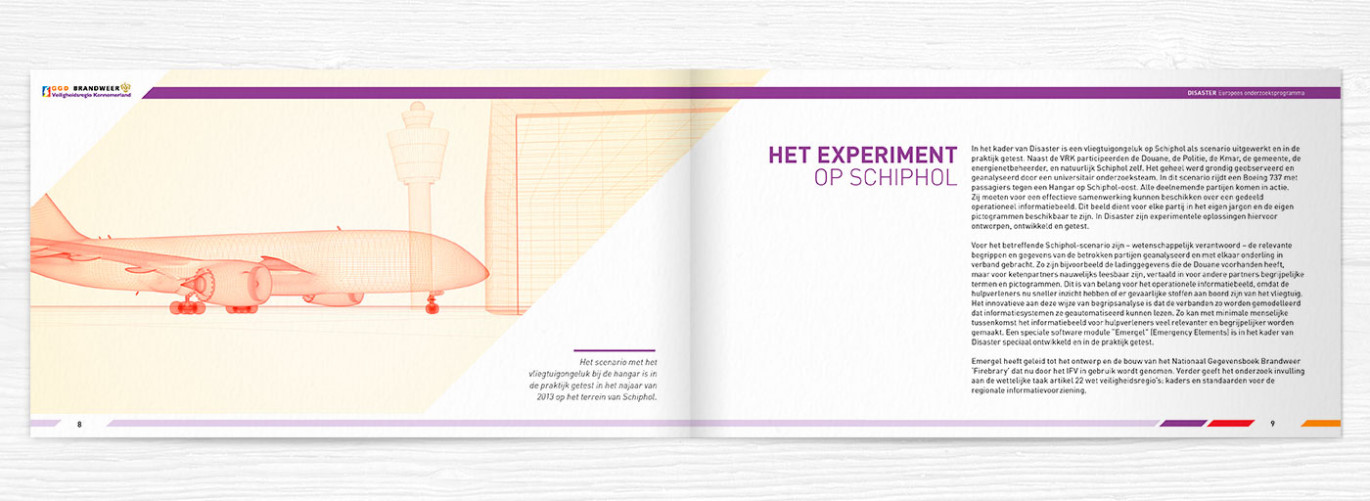 GGD BRANDWEER
Veiligheidsregio Kennemerland
Het scenario met het
vliegtuigongeluk bij de hangar is in
de praktijk getest in het najaar van
2013 op het terrein van Schiphol.
8
DISASTER Europees onderzoeksprogramma
HET EXPERIMENT
OP SCHIPHOL
In het kader van Disaster is een vliegtuigongeluk op Schiphol als scenario uitgewerkt en in de
praktijk getest. Naast de VRK participeerden de Douane, de Politie, de Kmar, de gemeente, de
energienetbeheerder, en natuurlijk Schiphol zelf. Het geheel werd grondig geobserveerd en
geanalyseerd door een universitair onderzoeksteam. In dit scenario rijdt een Boeing 737 met
passagiers tegen een Hangar op Schiphol-oost. Alle deelnemende partijen komen in actie.
Zij moeten voor een effectieve samenwerking kunnen beschikken over een gedeeld
operationeel informatiebeeld. Dit beeld dient voor elke partij in het eigen jargon en de eigen
pictogrammen beschikbaar te zijn. In Disaster zijn experimentele oplossingen hiervoor
ontworpen, ontwikkeld en getest.
Voor het betreffende Schiphol-scenario zijn – wetenschappelijk verantwoord – de relevante
begrippen en gegevens van de betrokken partijen geanalyseerd en met elkaar onderling in
verband gebracht. Zo zijn bijvoorbeeld de ladinggegevens die de Douane voorhanden heeft,
maar voor ketenpartners nauwelijks leesbaar zijn, vertaald in voor andere partners begrijpelijke
termen en pictogrammen. Dit is van belang voor het operationele informatiebeeld, omdat de
hulpverleners nu sneller inzicht hebben of er gevaarlijke stoffen aan boord zijn van het vliegtuig.
Het innovatieve aan deze wijze van begripsanalyse is dat de verbanden zo worden gemodelleerd
dat informatiesystemen ze geautomatiseerd kunnen lezen. Zo kan met minimale menselijke
tussenkomst het informatiebeeld voor hulpverleners veel relevanter en begrijpelijker worden
gemaakt. Een speciale software module "Emergel" (Emergency Elements) is in het kader van
Disaster speciaal ontwikkeld en in de praktijk getest.
Emergel heeft geleid tot het ontwerp en de bouw van het Nationaal Gegevensboek Brandweer
'Firebrary' dat nu door het IFV in gebruik wordt genomen. Verder geeft het onderzoek invulling
aan de wettelijke taak artikel 22 wet veiligheidsregio's: kaders en standaarden voor de
regionale informatievoorziening.
9